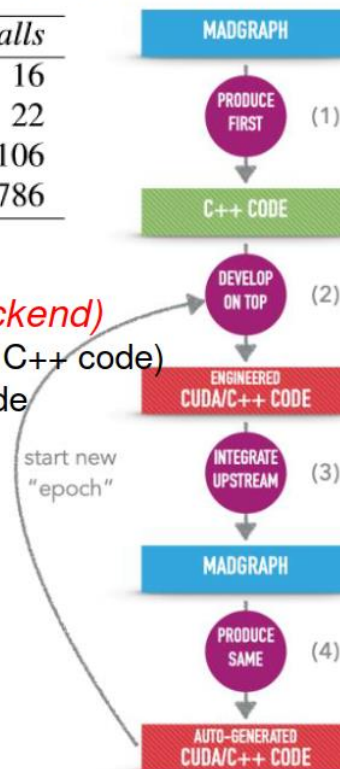 alls
16
22
106
786
ckend)
C++ code)
de
start new
"epoch"
MADGRAPH
PRODUCE
FIRST
(1)
C++ CODE
DEVELOP
ON TOP
(2)
ENGINEERED
CUDA/C++ CODE
INTEGRATE
UPSTREAM
(3)
MADGRAPH
PRODUCE
SAME
(4)
AUTO-GENERATED
CUDA/C++ CODE